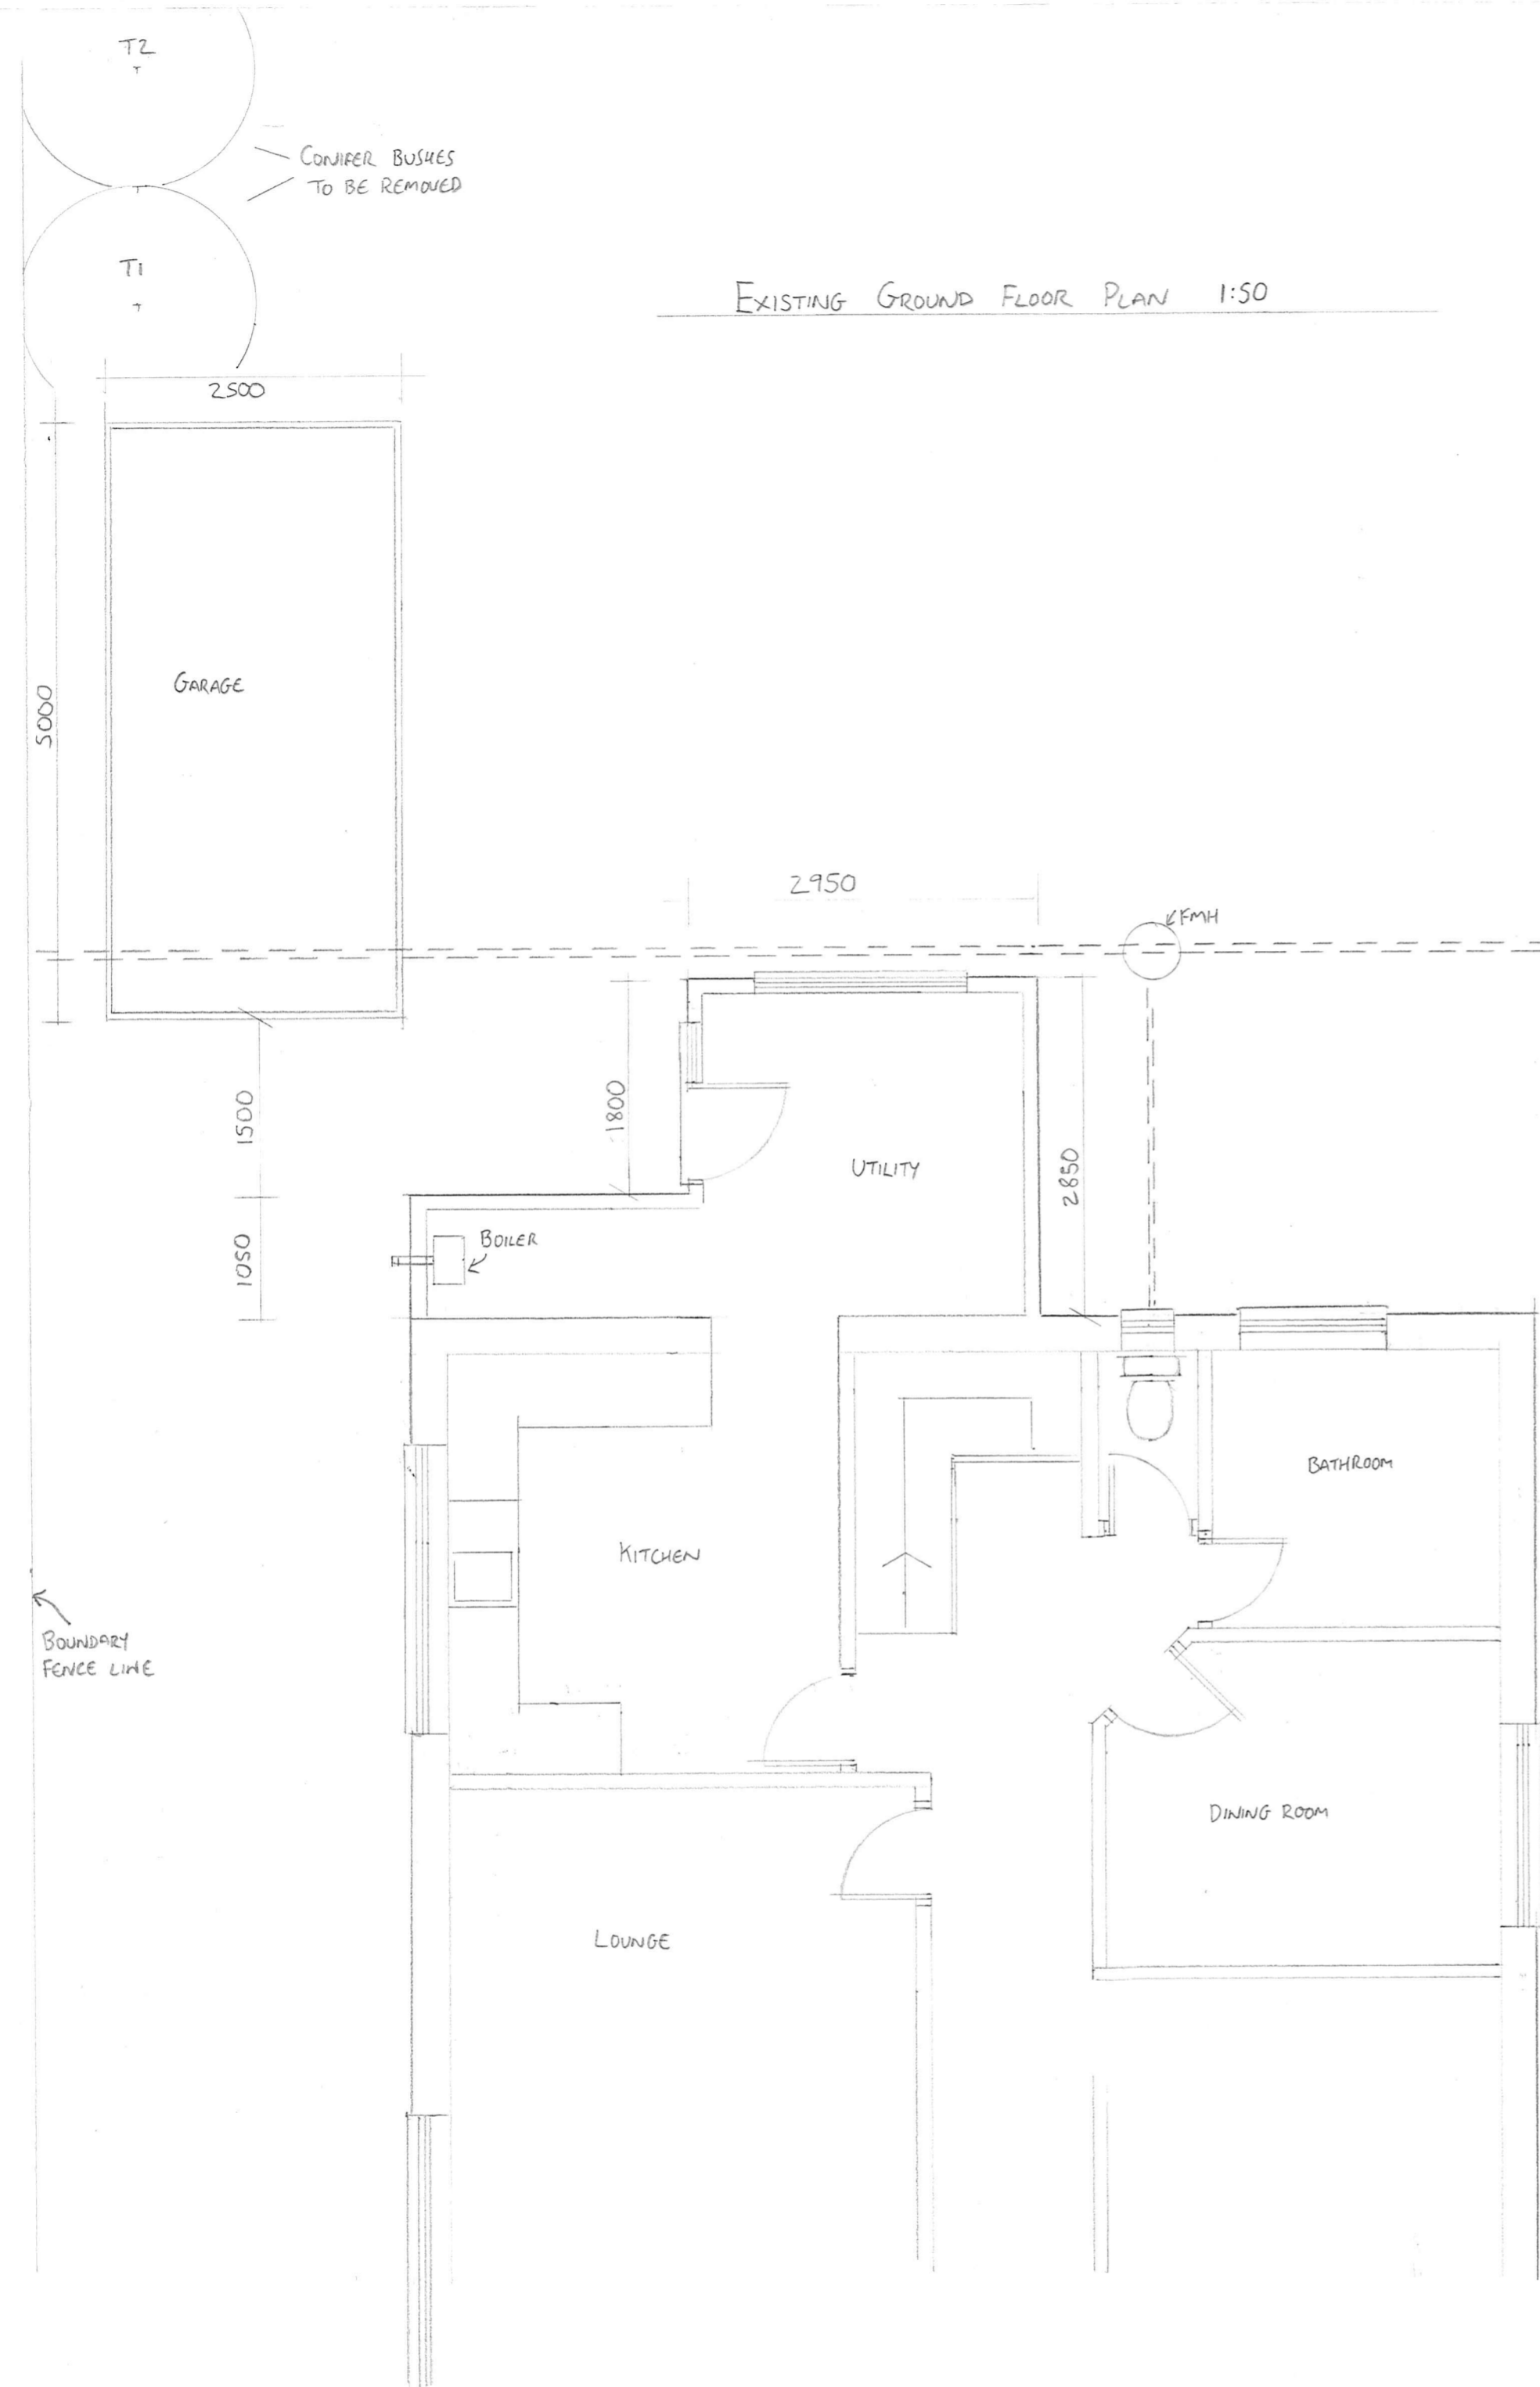 T2
CONIFER BUSHES
TO BE REMOVED
T1
EXISTING GROUND FLOOR PLAN 1:50
2500
GARAGE
5000
2950
FMH
1500
1800
UTILITY
2850
1050
BOILER
BATHROOM
KITCHEN
BOUNDARY
FENCE LINE
DINING ROOM
LOUNGE